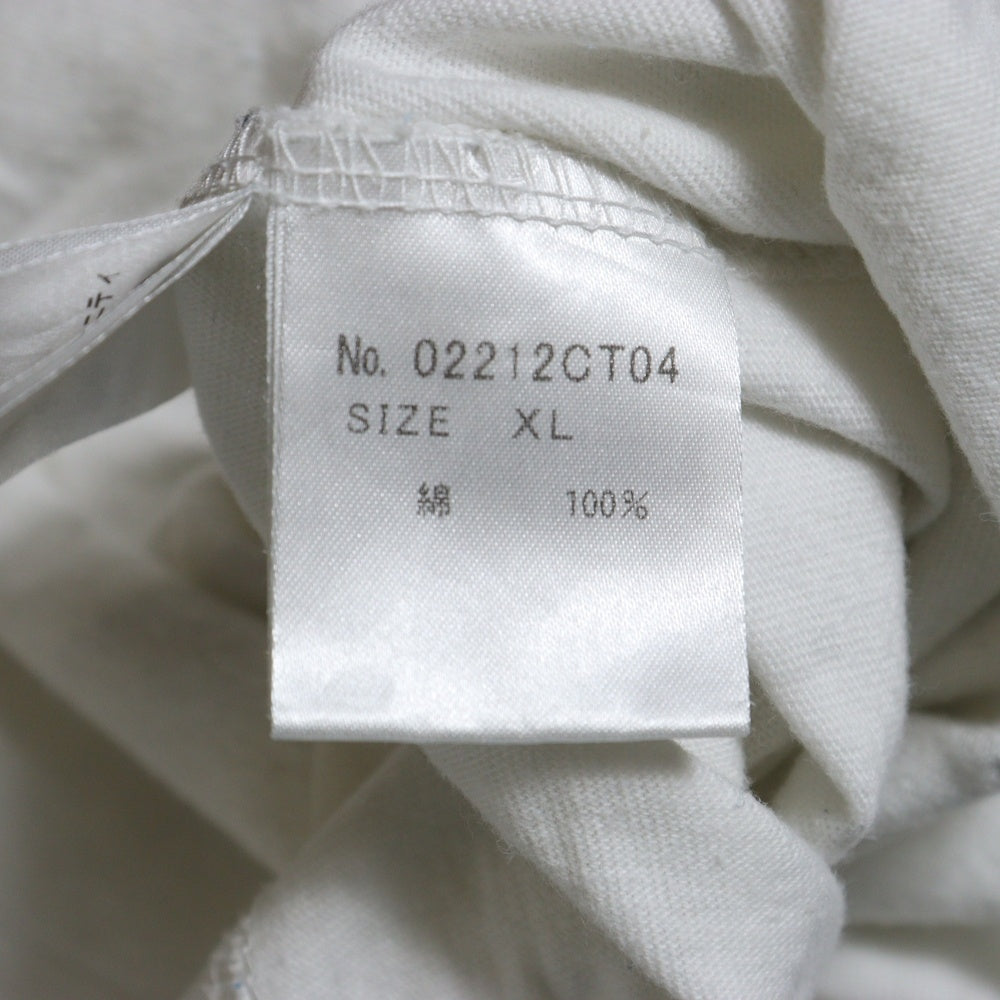 No. 02212CT04
SIZE XL
綿 100%